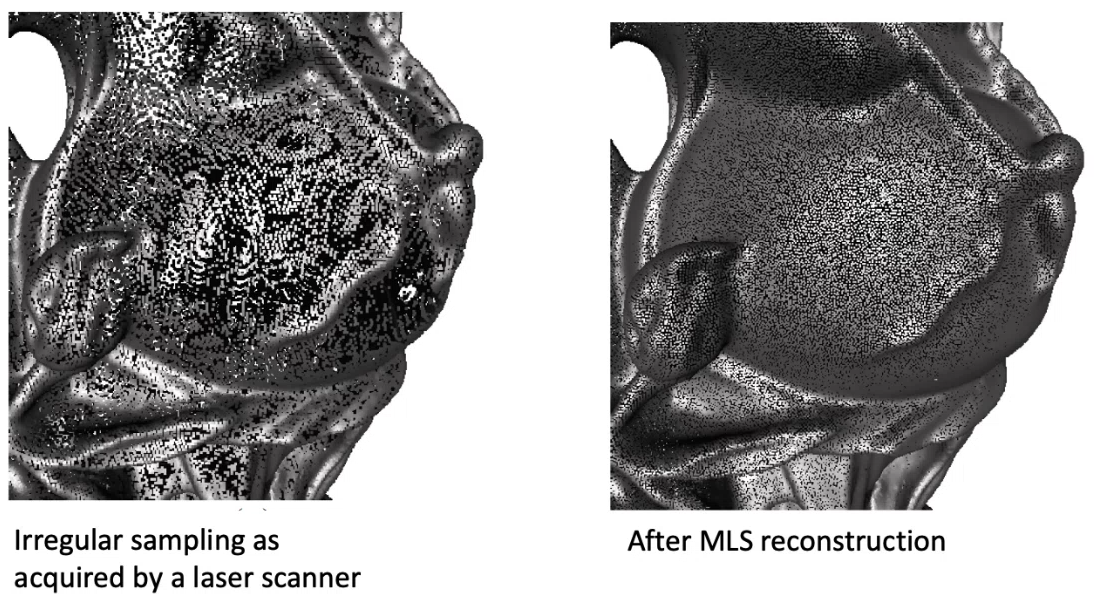 Irregular sampling as
acquired by a laser scanner
After MLS reconstruction